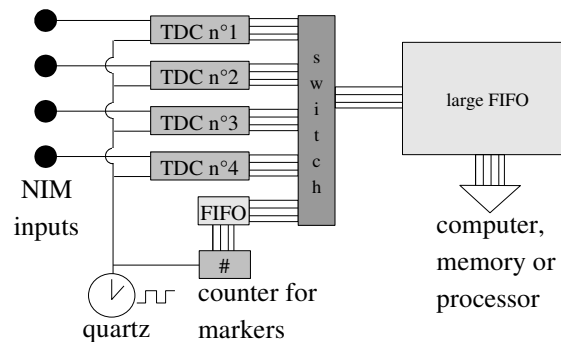 TDC n°1
TDC n°2
TDC n°3
TDC n°4
switch
large FIFO
NIM
inputs
FIFO
#
quartz
counter for
markers
computer,
memory or
processor